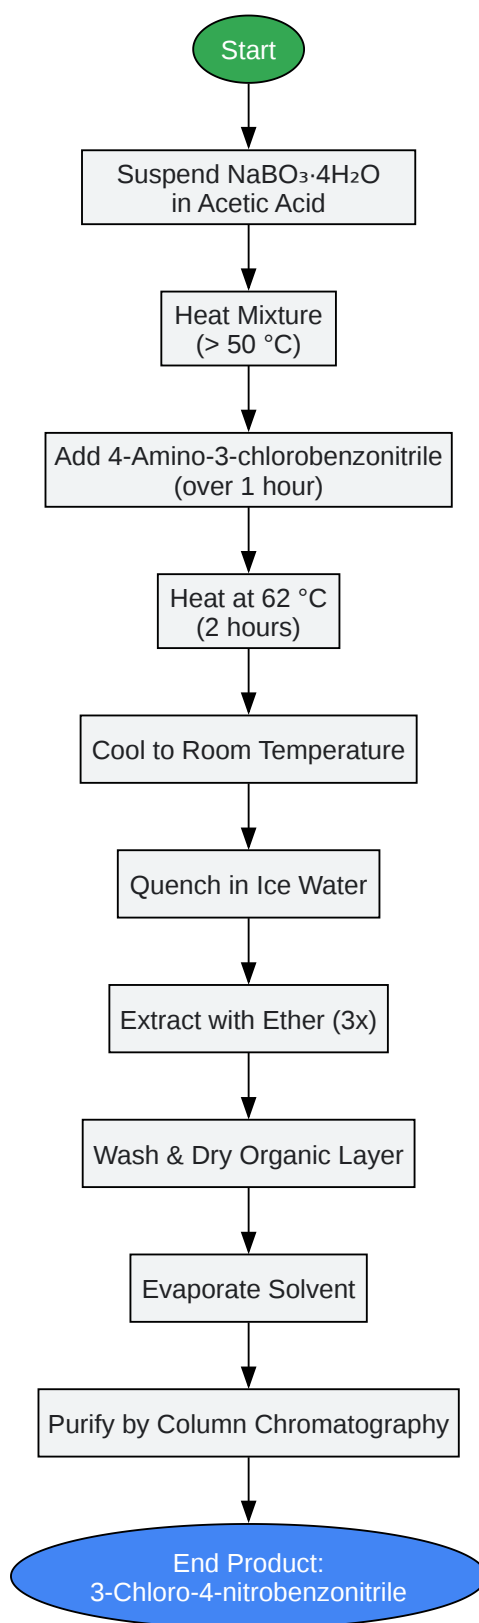 Start
Suspend NaBO₃·4H₂O
in Acetic Acid
Heat Mixture
(> 50 °C)
Add 4-Amino-3-chlorobenzonitrile
(over 1 hour)
Heat at 62 °C
(2 hours)
Cool to Room Temperature
Quench in Ice Water
Extract with Ether (3x)
Wash & Dry Organic Layer
Evaporate Solvent
Purify by Column Chromatography
End Product:
3-Chloro-4-nitrobenzonitrile